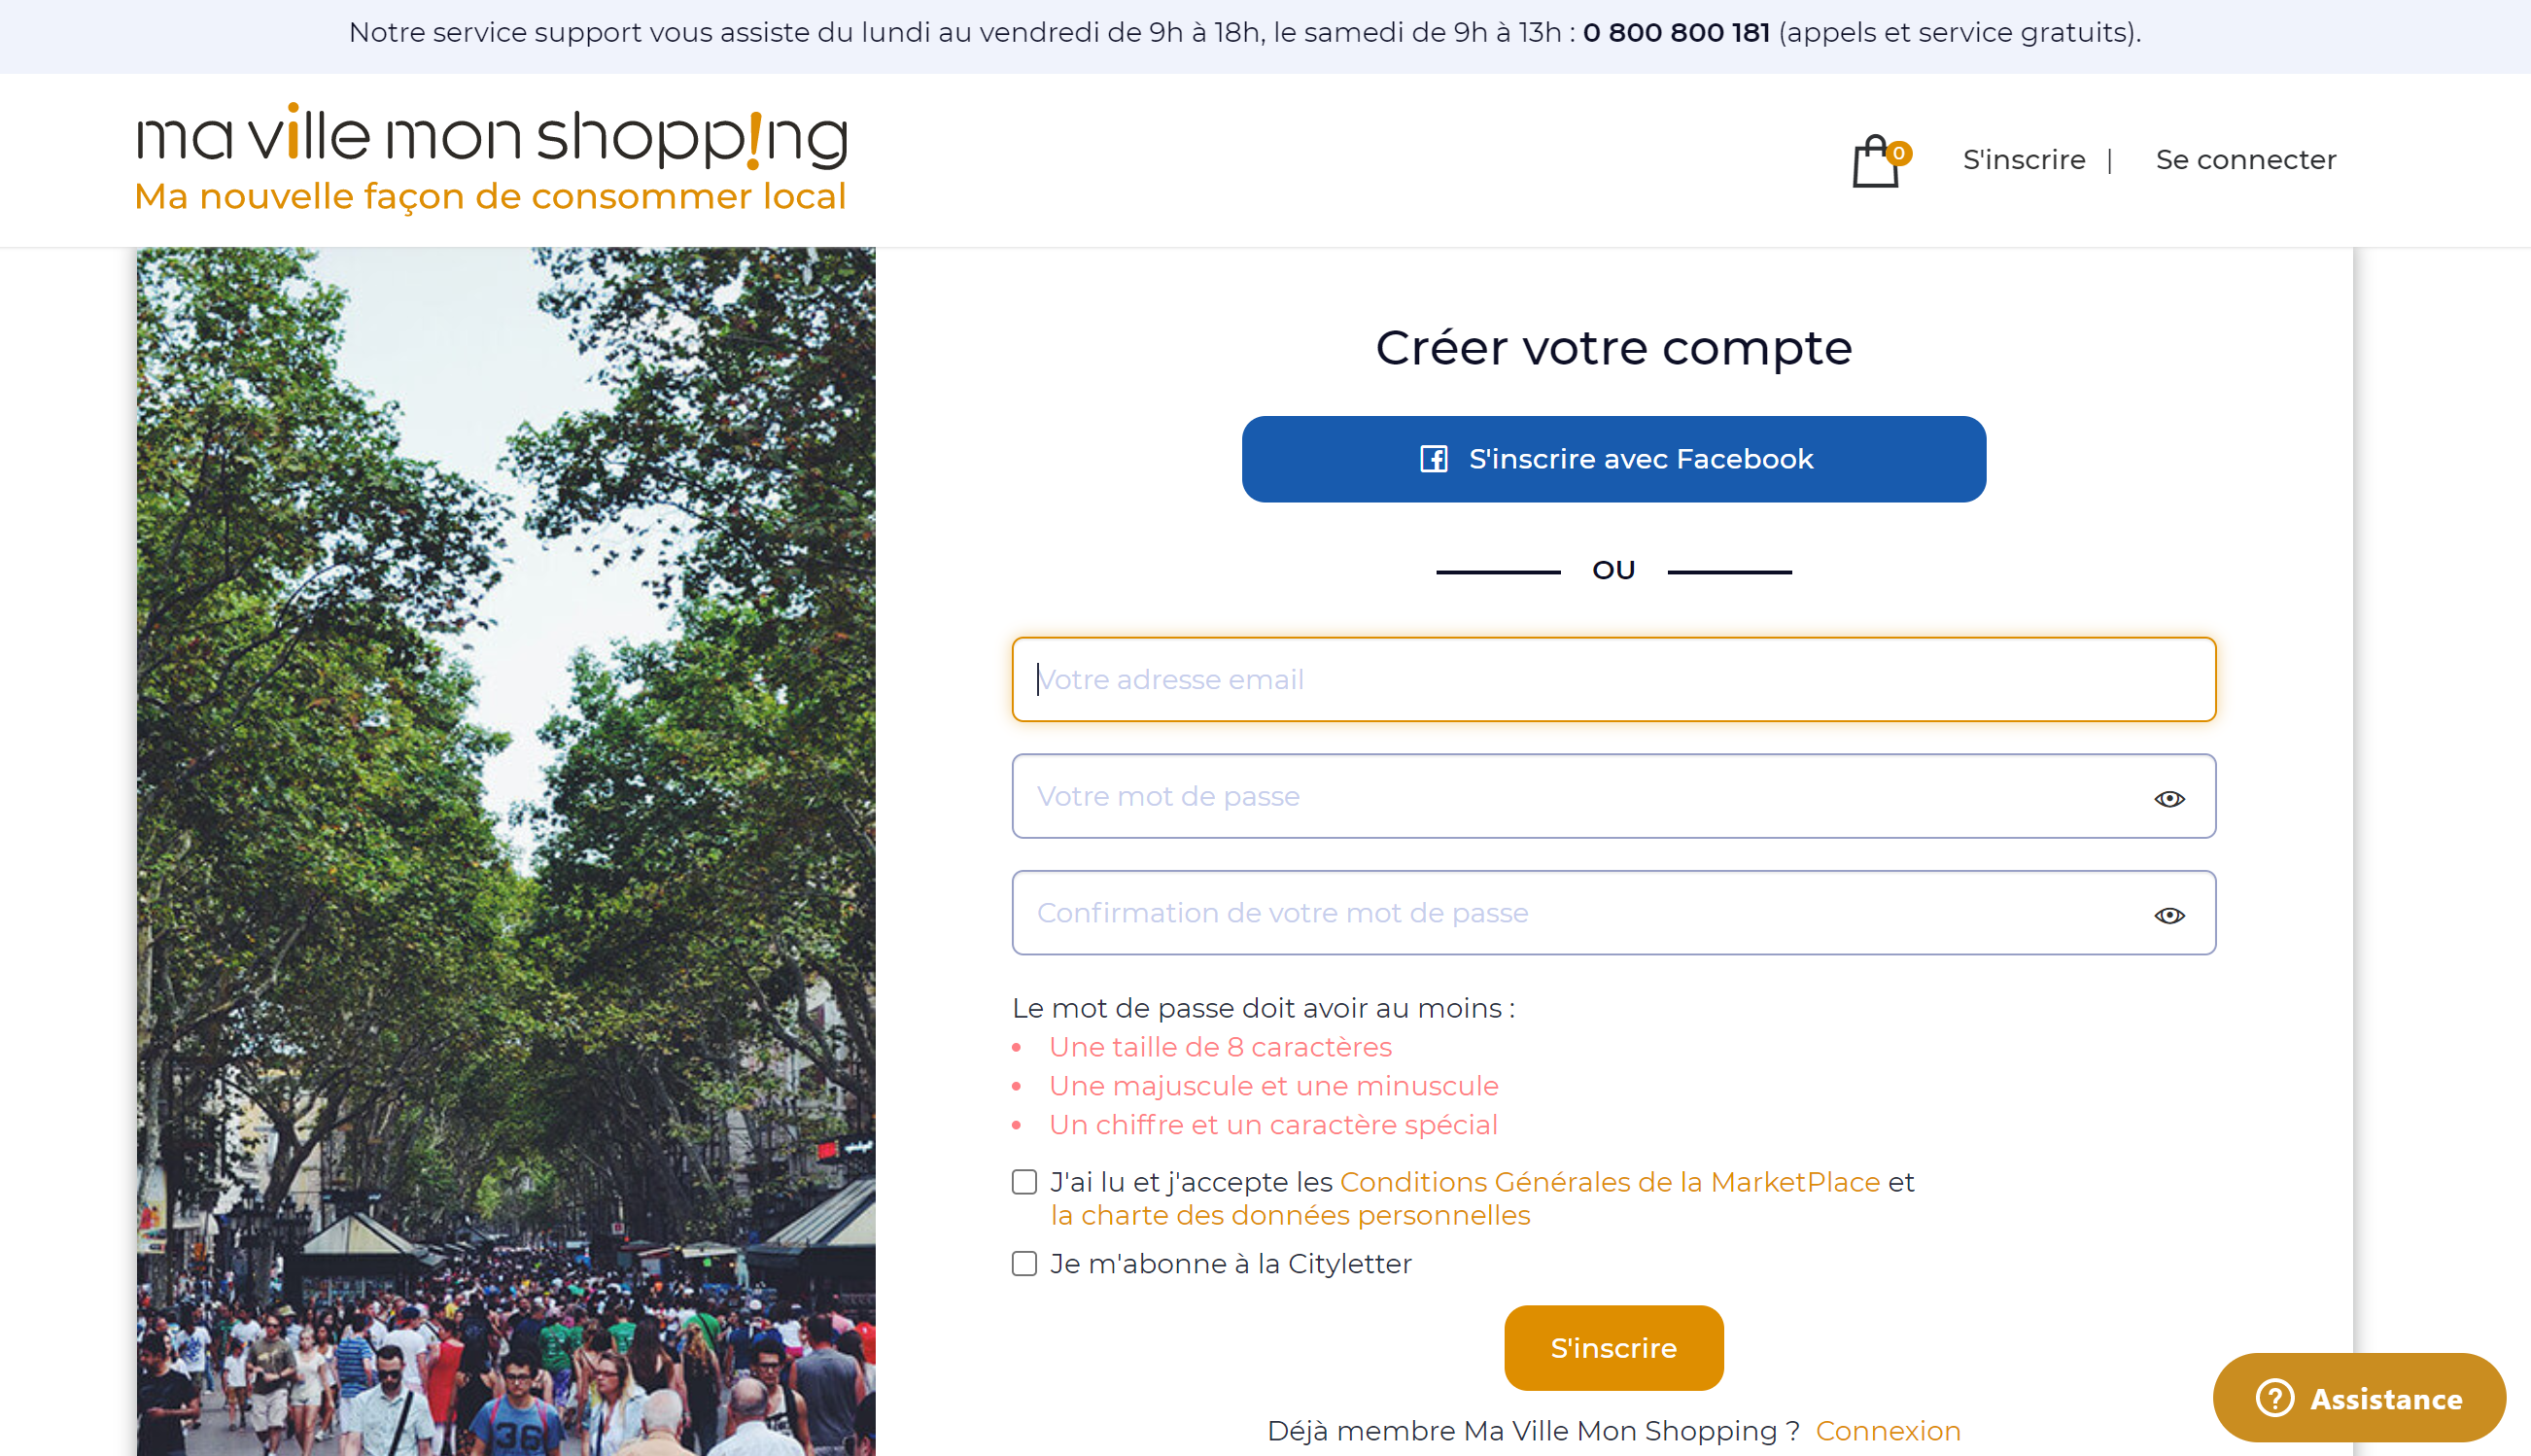 Notre service support vous assiste du lundi au vendredi de 9h à 18h, le samedi de 9h à 13h : 0 800 800 181 (appels et service gratuits).
ma ville mon shopp!ng
Ma nouvelle façon de consommer local
0
S'inscrire |
Se connecter
Créer votre compte
S'inscrire avec Facebook
OU
Votre adresse email
Votre mot de passe
Confirmation de votre mot de passe
Le mot de passe doit avoir au moins :
• Une taille de 8 caractères
• Une majuscule et une minuscule
• Un chiffre et un caractère spécial
J'ai lu et j'accepte les Conditions Générales de la MarketPlace et
la charte des données personnelles
Je m'abonne à la Cityletter
S'inscrire
Déjà membre Ma Ville Mon Shopping ? Connexion
Assistance
36